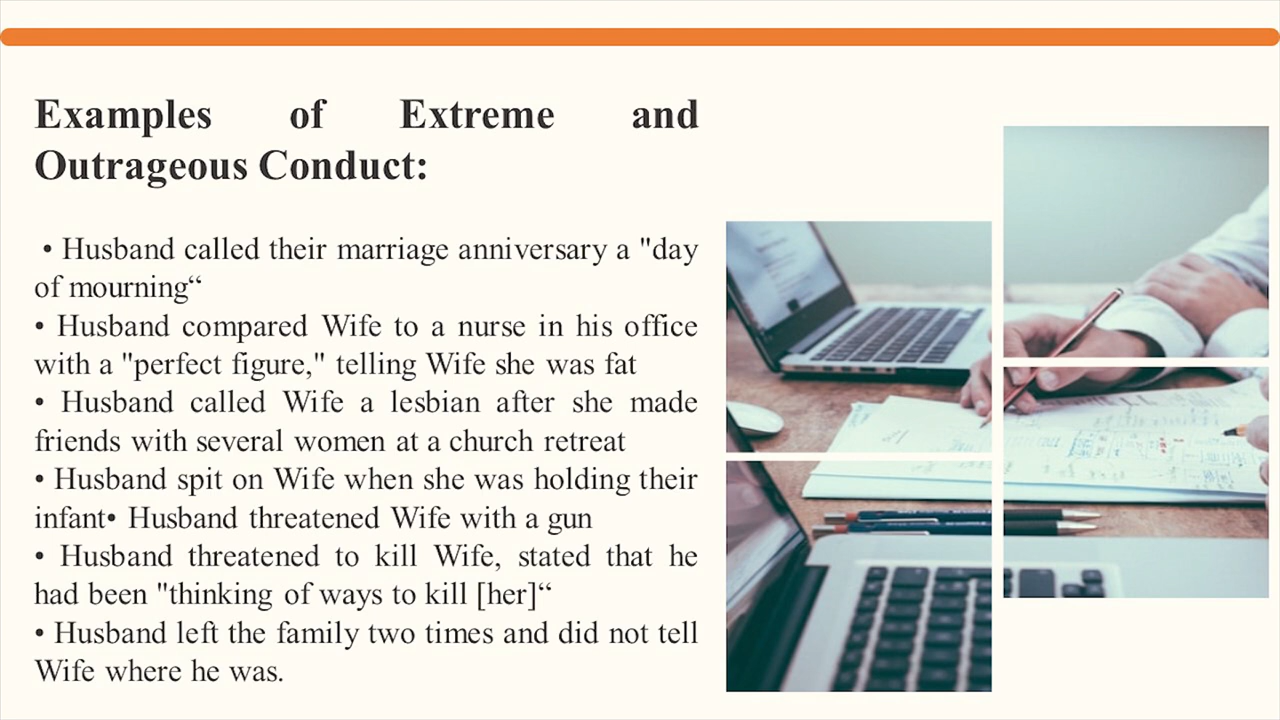 Examples of Extreme and
Outrageous Conduct:
• Husband called their marriage anniversary a "day
of mourning“
• Husband compared Wife to a nurse in his office
with a "perfect figure," telling Wife she was fat
• Husband called Wife a lesbian after she made
friends with several women at a church retreat
• Husband spit on Wife when she was holding their
infant• Husband threatened Wife with a gun
• Husband threatened to kill Wife, stated that he
had been "thinking of ways to kill [her]“
• Husband left the family two times and did not tell
Wife where he was.